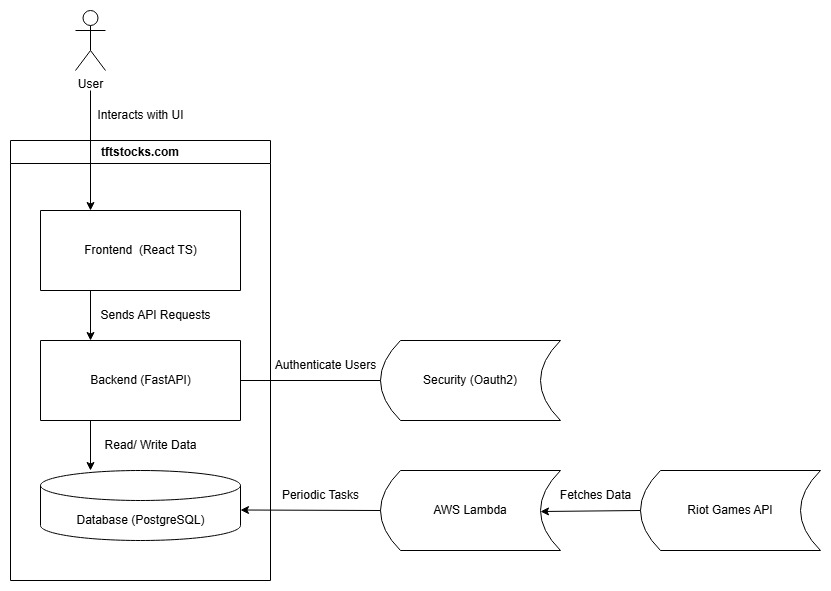 User
Interacts with UI
tftstocks.com
Frontend (React TS)
Sends API Requests
Backend (FastAPI)
Authenticate Users
Security (Oauth2)
Read/ Write Data
Database (PostgreSQL)
Periodic Tasks
AWS Lambda
Fetches Data
Riot Games API